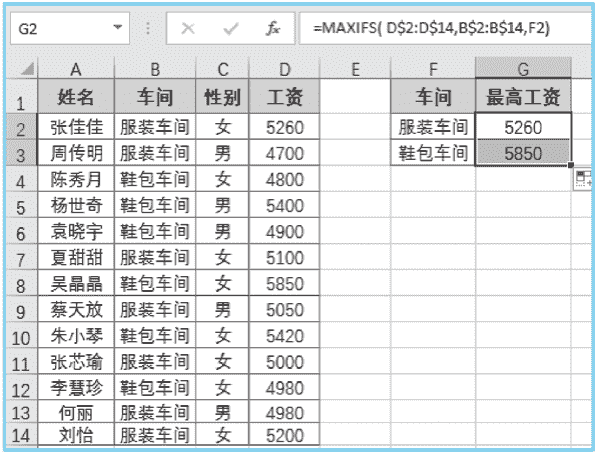 G2 fx =MAXIFS( D$2:D$14,B$2:B$14,F2)
A B C D E F G
1 姓名 车间 性别 工资 车间 最高工资
2 张佳佳 服装车间 女 5260 服装车间 5260
3 周传明 服装车间 男 4700 鞋包车间 5850
4 陈秀月 鞋包车间 女 4800
5 杨世奇 鞋包车间 男 5400
6 袁晓宇 鞋包车间 男 4900
7 夏甜甜 服装车间 女 5100
8 吴晶晶 鞋包车间 女 5850
9 蔡天放 服装车间 男 5050
10 朱小琴 鞋包车间 女 5420
11 张芯瑜 服装车间 女 5000
12 李慧珍 鞋包车间 女 4980
13 何丽 服装车间 男 4980
14 刘怡 服装车间 女 5200